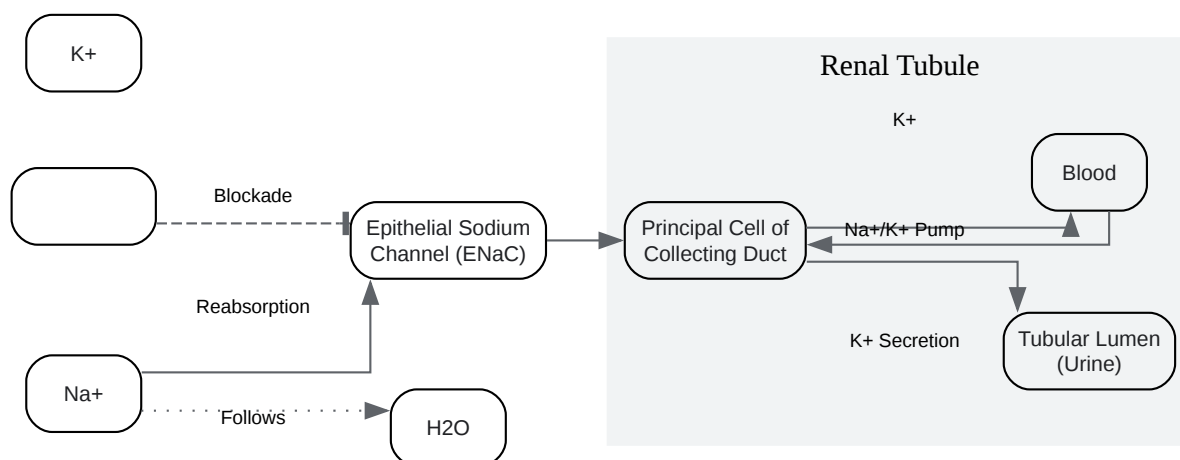 K+
Renal Tubule
K+
Blood
Blockade
Epithelial Sodium
Channel (ENaC)
Principal Cell of
Collecting Duct
Na+/K+ Pump
Reabsorption
K+ Secretion
Tubular Lumen
(Urine)
Na+
Follows
H2O